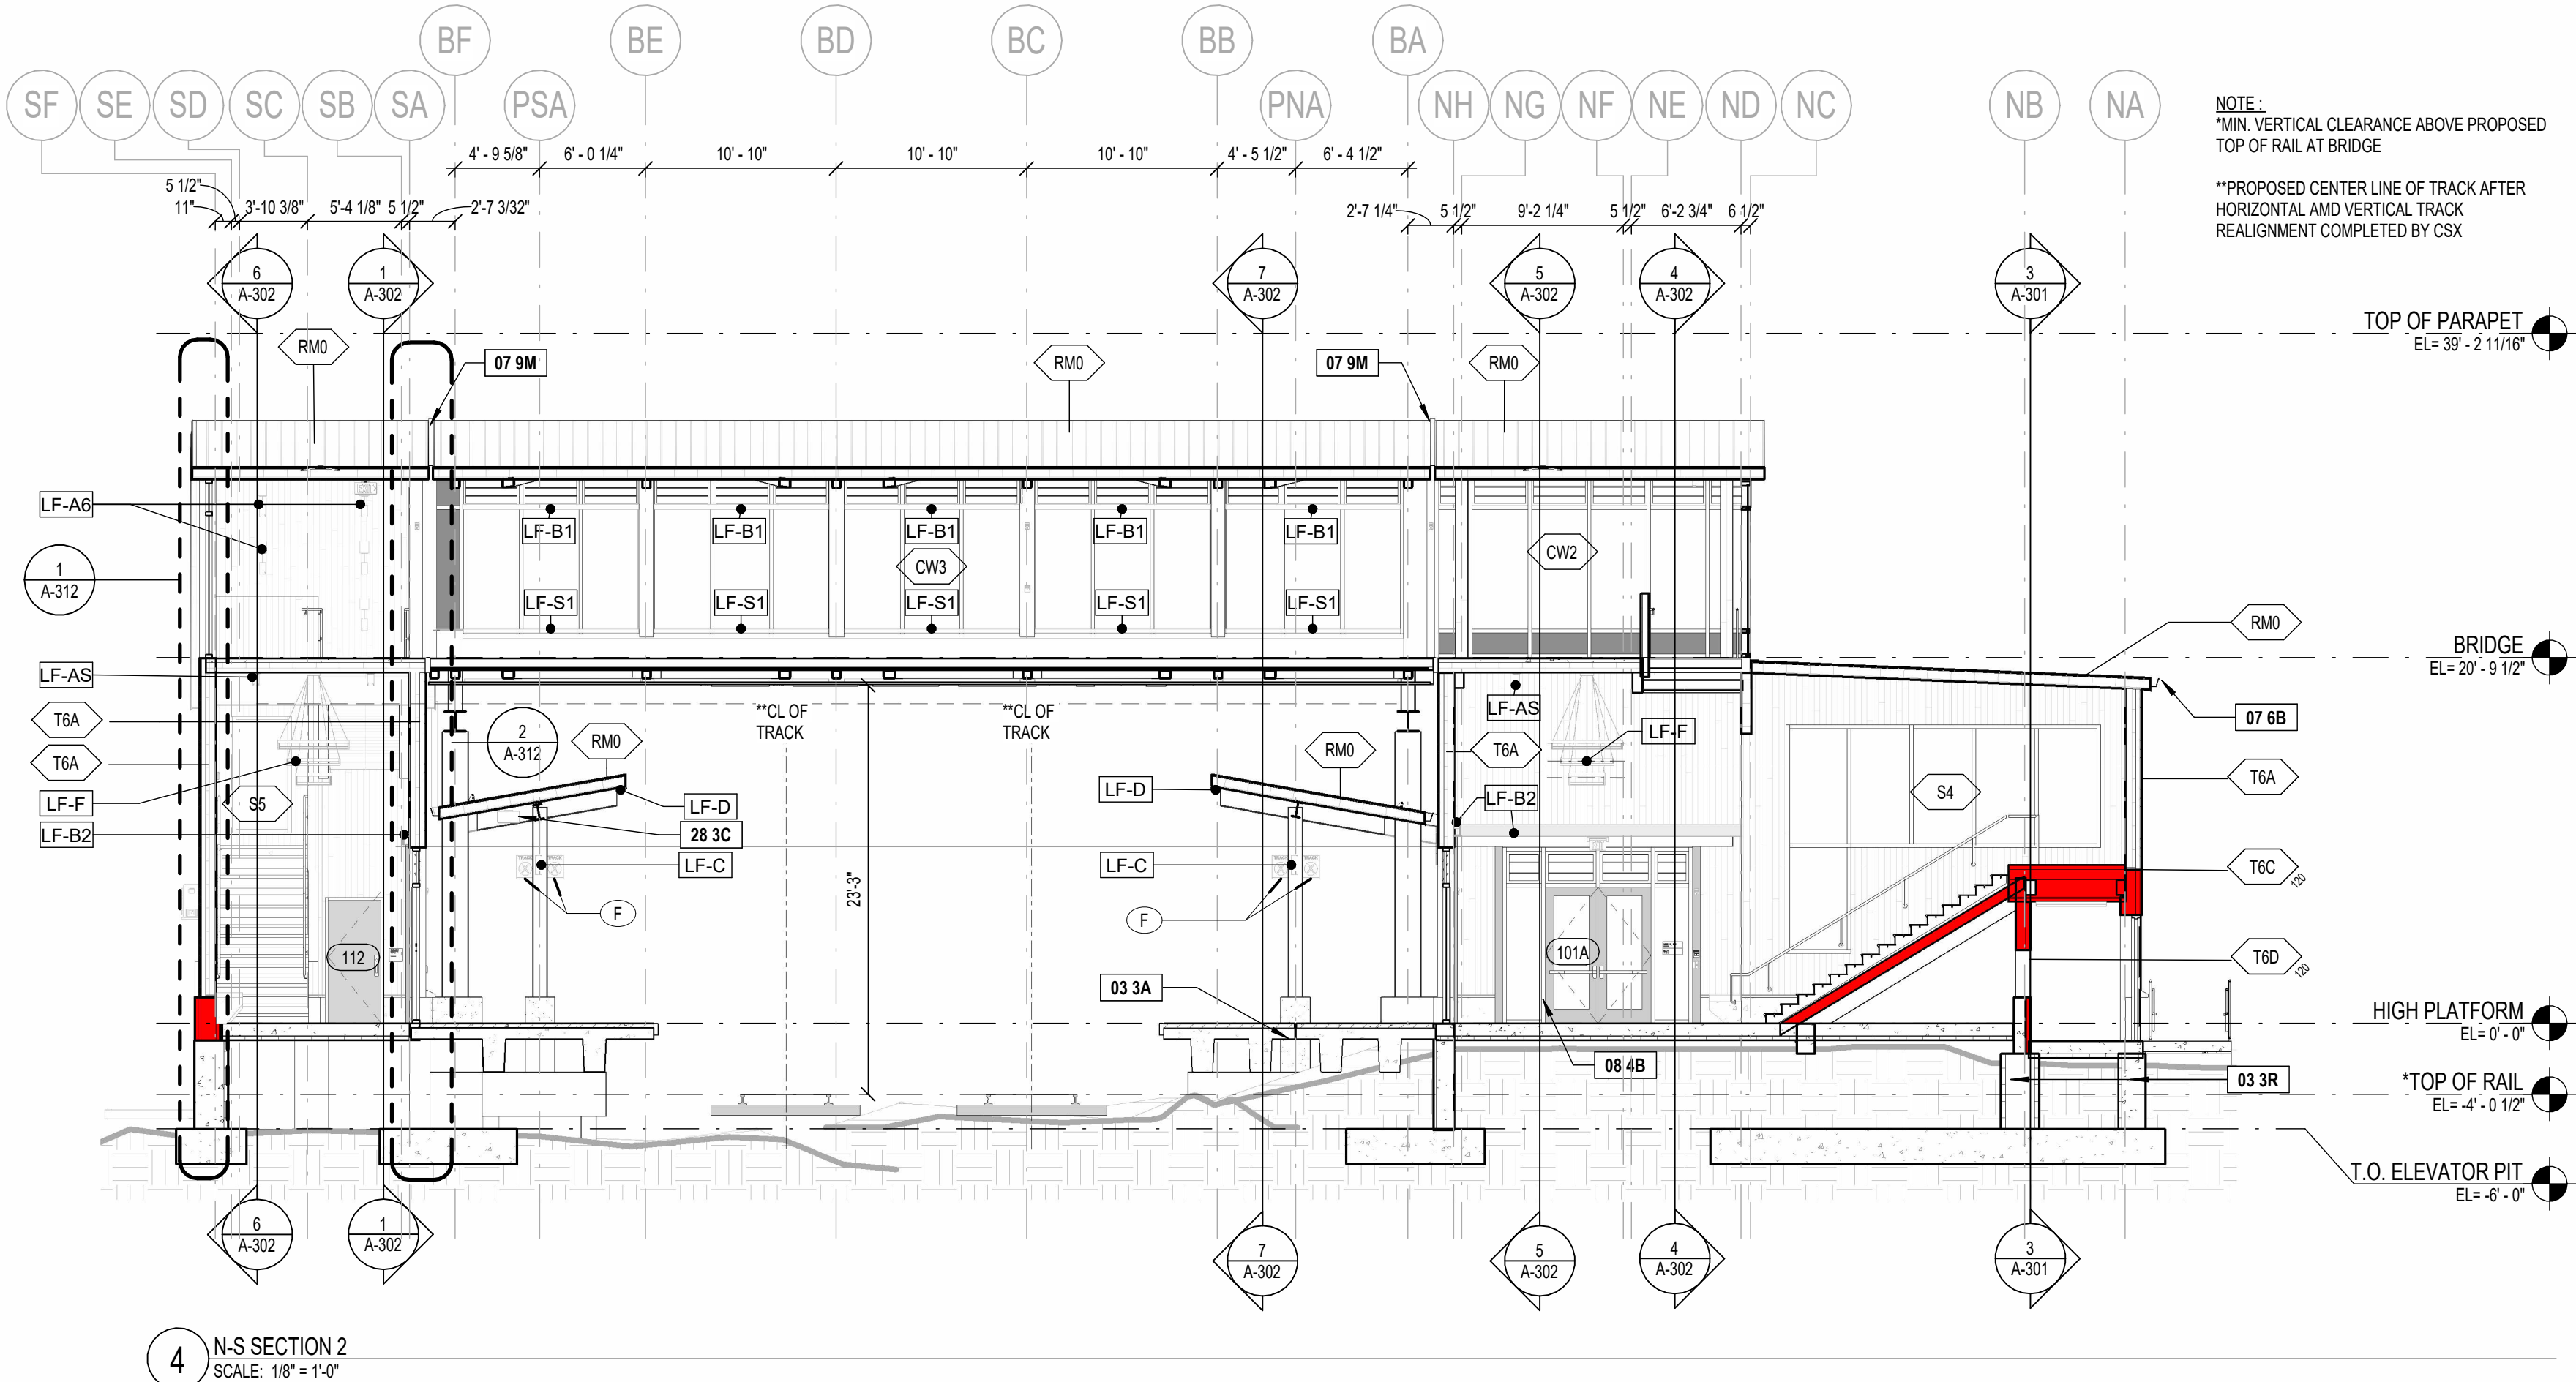 BF
BE
BD
BC
BB
BA
SF
SE
SD
SC
SB
SA
PSA
PNA
NH
NG
NF
NE
ND
NC
NB
NA
NOTE :
*MIN. VERTICAL CLEARANCE ABOVE PROPOSED
TOP OF RAIL AT BRIDGE
**PROPOSED CENTER LINE OF TRACK AFTER
HORIZONTAL AMD VERTICAL TRACK
REALIGNMENT COMPLETED BY CSX
4' - 9 5/8"
6' - 0 1/4"
10' - 10"
10' - 10"
10' - 10"
4' - 5 1/2"
6' - 4 1/2"
5 1/2"
11"
3'-10 3/8"
5'-4 1/8"
5 1/2"
2'-7 3/32"
2'-7 1/4"
5 1/2"
9'-2 1/4"
5 1/2"
6'-2 3/4"
6 1/2"
6
A-302
1
A-302
7
A-302
5
A-302
4
A-302
3
A-301
TOP OF PARAPET
EL= 39' - 2 11/16"
RM0
07 9M
RM0
07 9M
RM0
LF-A6
LF-B1
LF-B1
LF-B1
LF-B1
LF-B1
CW3
CW2
1
A-312
LF-S1
LF-S1
LF-S1
LF-S1
LF-S1
RM0
BRIDGE
EL= 20' - 9 1/2"
LF-AS
T6A
T6A
LF-F
S5
LF-B2
2
A-312
RM0
**CL OF
TRACK
**CL OF
TRACK
LF-D
28 3C
LF-C
F
23'-3"
RM0
LF-D
LF-C
F
LF-AS
T6A
LF-F
LF-B2
07 6B
T6A
S4
T6C
120
T6D
120
112
101A
03 3A
08 4B
HIGH PLATFORM
EL= 0' - 0"
03 3R
*TOP OF RAIL
EL= -4' - 0 1/2"
T.O. ELEVATOR PIT
EL= -6' - 0"
6
A-302
1
A-302
7
A-302
5
A-302
4
A-302
3
A-301
4
N-S SECTION 2
SCALE: 1/8" = 1'-0"